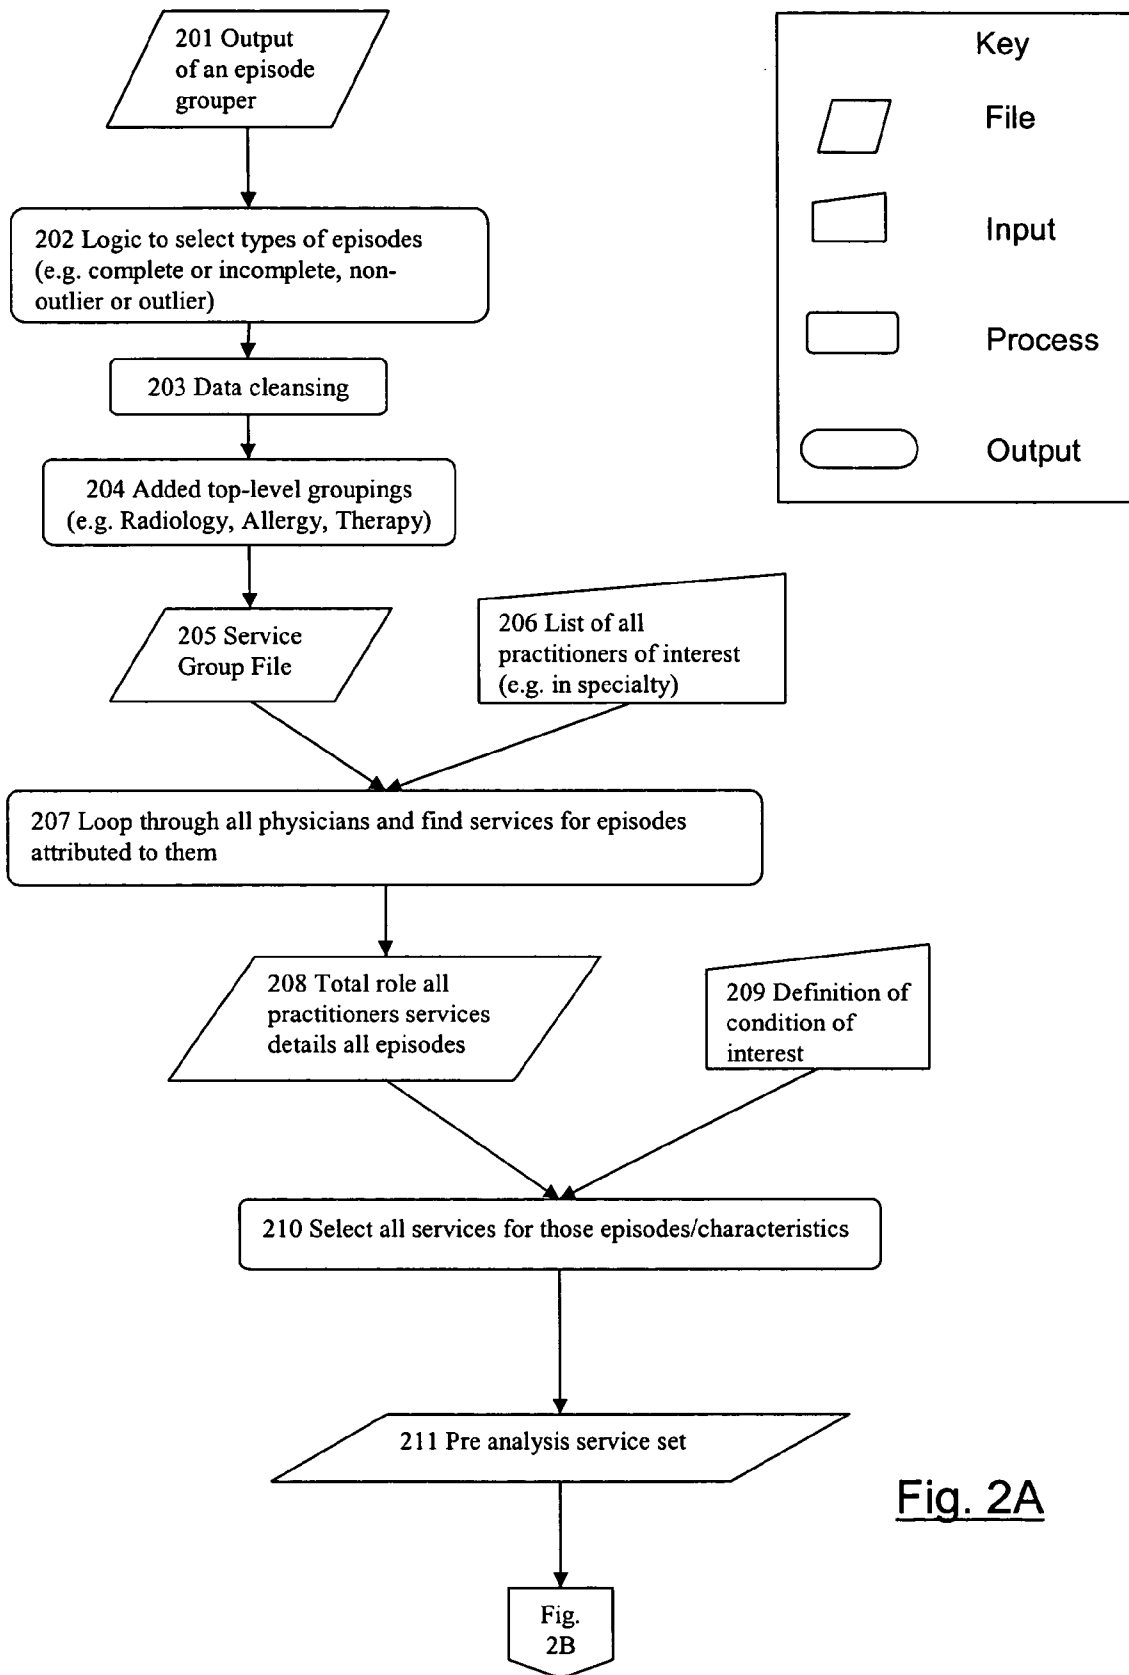 201 Output
of an episode
grouper
Key
File
Input
Process
Output
202 Logic to select types of episodes
(e.g. complete or incomplete, non-
outlier or outlier)
203 Data cleansing
204 Added top-level groupings
(e.g. Radiology, Allergy, Therapy)
205 Service
Group File
206 List of all
practitioners of interest
(e.g. in specialty)
207 Loop through all physicians and find services for episodes
attributed to them
208 Total role all
practitioners services
details all episodes
209 Definition of
condition of
interest
210 Select all services for those episodes/characteristics
211 Pre analysis service set
Fig. 2A
Fig.
2B